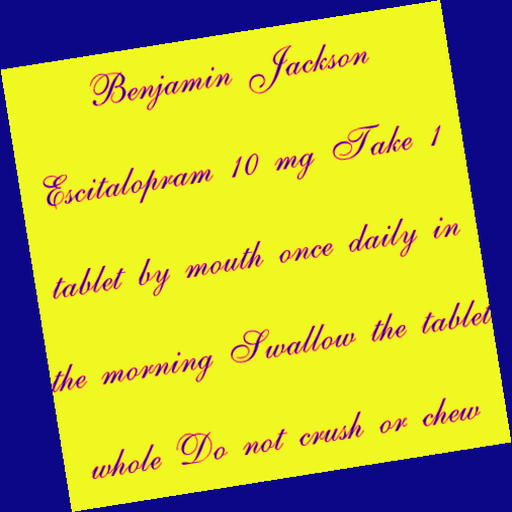 Benjamin Jackson
Escitalopram 10 mg Take 1
tablet by mouth once daily in
the morning Swallow the tablet
whole Do not crush or chew